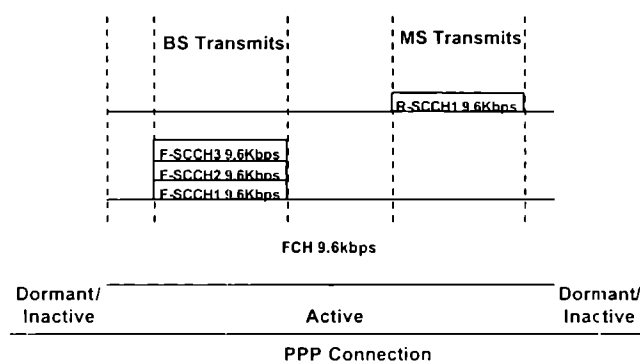 BS Transmits
MS Transmits
R-SCCH1 9.6Kbps
F-SCCH3 9.6Kbps
F-SCCH2 9.6Kbps
F-SCCH1 9.6Kbps
FCH 9.6kbps
Dormant/
Inactive
Active
Dormant/
Inactive
PPP Connection